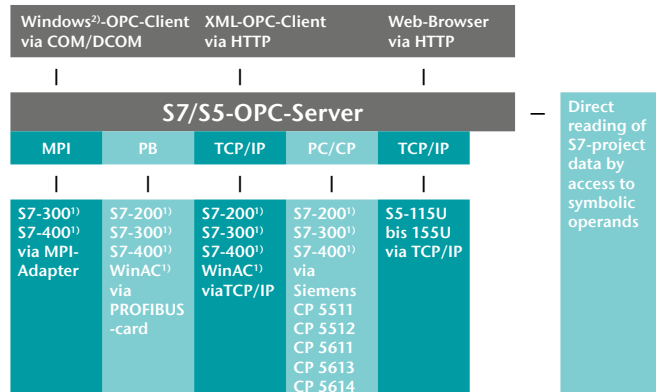 Windows²⁾-OPC-Client
via COM/DCOM
XML-OPC-Client
via HTTP
Web-Browser
via HTTP
S7/S5-OPC-Server
MPI
PB
TCP/IP
PC/CP
TCP/IP
S7-300¹⁾
S7-400¹⁾
via MPI-
Adapter
S7-200¹⁾
S7-300¹⁾
S7-400¹⁾
WinAC¹⁾
via
PROFIBUS
-card
S7-200¹⁾
S7-300¹⁾
S7-400¹⁾
WinAC¹⁾
viaTCP/IP
S7-200¹⁾
S7-300¹⁾
S7-400¹⁾
via
Siemens
CP 5511
CP 5512
CP 5611
CP 5613
CP 5614
S5-115U
bis 155U
via TCP/IP
Direct
reading of
S7-project
data by
access to
symbolic
operands